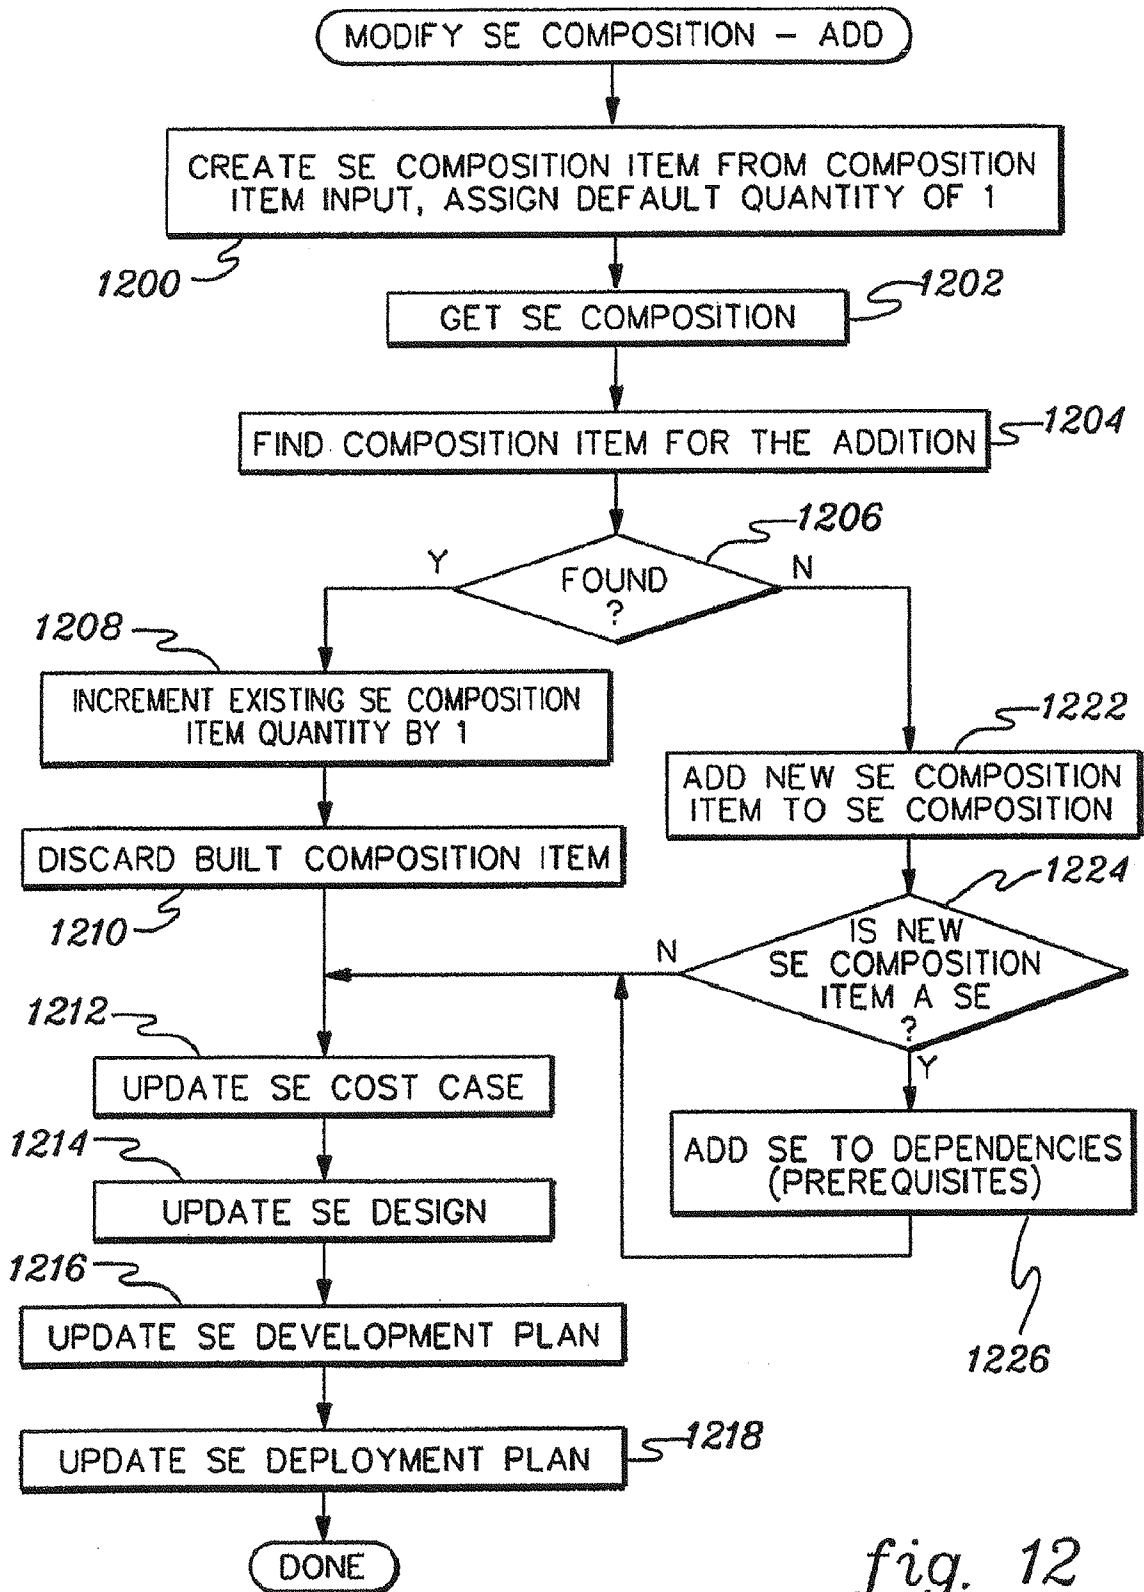 MODIFY SE COMPOSITION – ADD
CREATE SE COMPOSITION ITEM FROM COMPOSITION
ITEM INPUT, ASSIGN DEFAULT QUANTITY OF 1
1200
1202
GET SE COMPOSITION
1204
FIND COMPOSITION ITEM FOR THE ADDITION
1206
Y
FOUND
?
N
1208
INCREMENT EXISTING SE COMPOSITION
ITEM QUANTITY BY 1
1222
ADD NEW SE COMPOSITION
ITEM TO SE COMPOSITION
DISCARD BUILT COMPOSITION ITEM
1210
1224
IS NEW
SE COMPOSITION
ITEM A SE
?
N
Y
1212
UPDATE SE COST CASE
ADD SE TO DEPENDENCIES
(PREREQUISITES)
1226
1214
UPDATE SE DESIGN
1216
UPDATE SE DEVELOPMENT PLAN
1218
UPDATE SE DEPLOYMENT PLAN
DONE
fig. 12